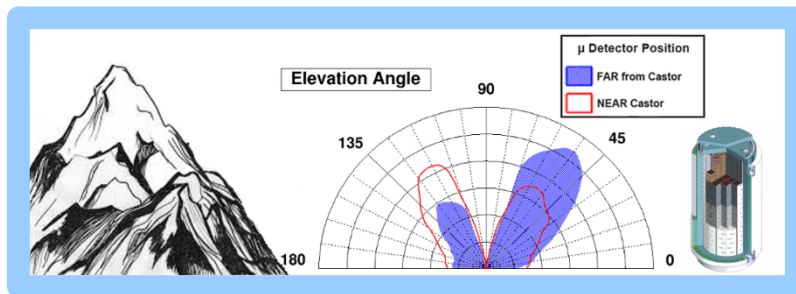 µ Detector Position
FAR from Castor
NEAR Castor
Elevation Angle
90
135
45
180
0